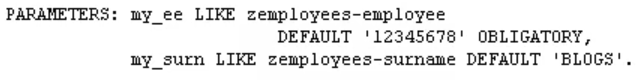 PARAMETERS: my_ee LIKE zemployees-employee
DEFAULT '12345678' OBLIGATORY,
my_surn LIKE zemployees-surname DEFAULT 'BLOGS'.